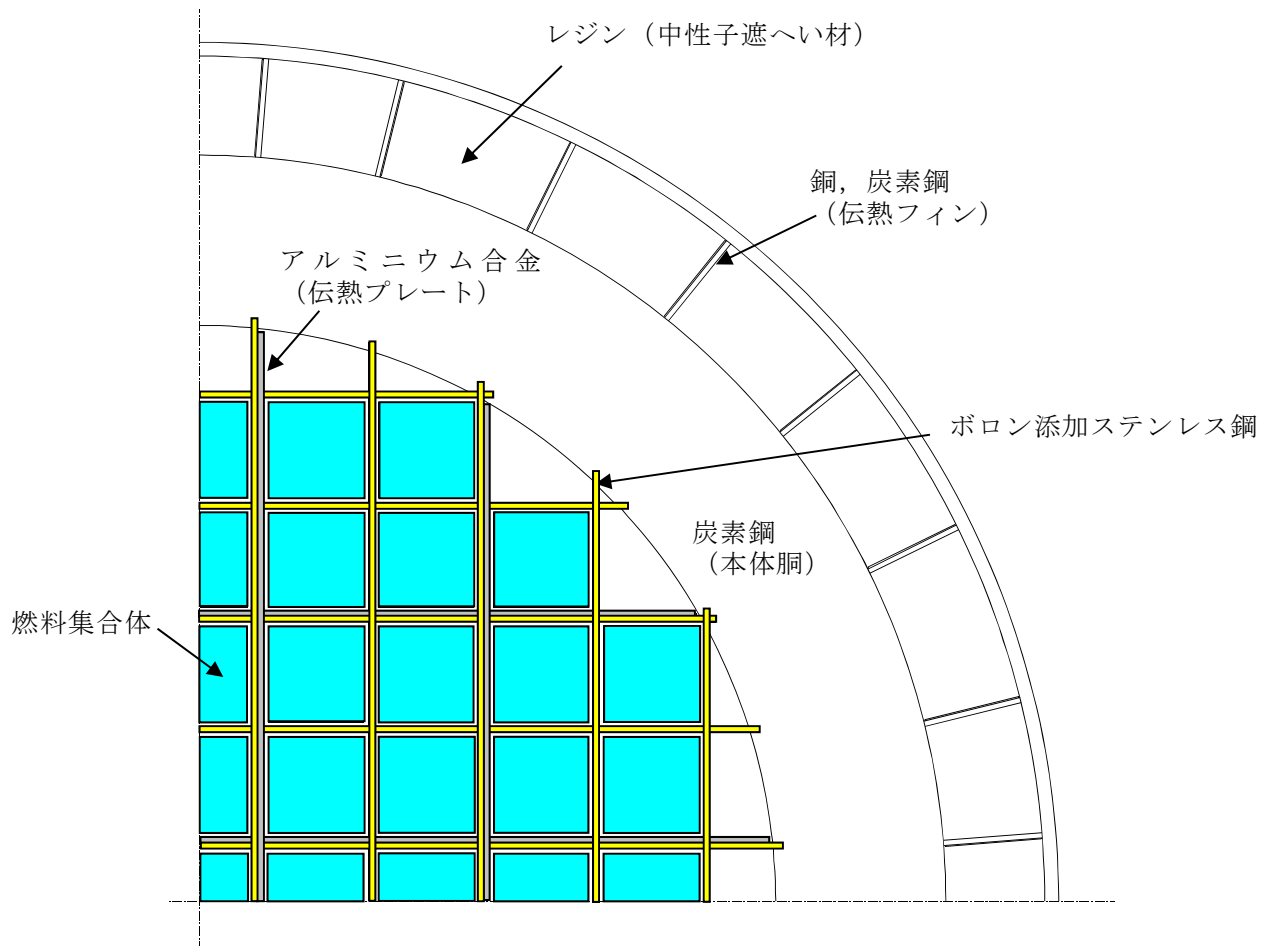 レジン（中性子遮へい材）
銅，炭素鋼
（伝熱フィン）
アルミニウム合金
（伝熱プレート）
ボロン添加ステンレス鋼
炭素鋼
（本体胴）
燃料集合体